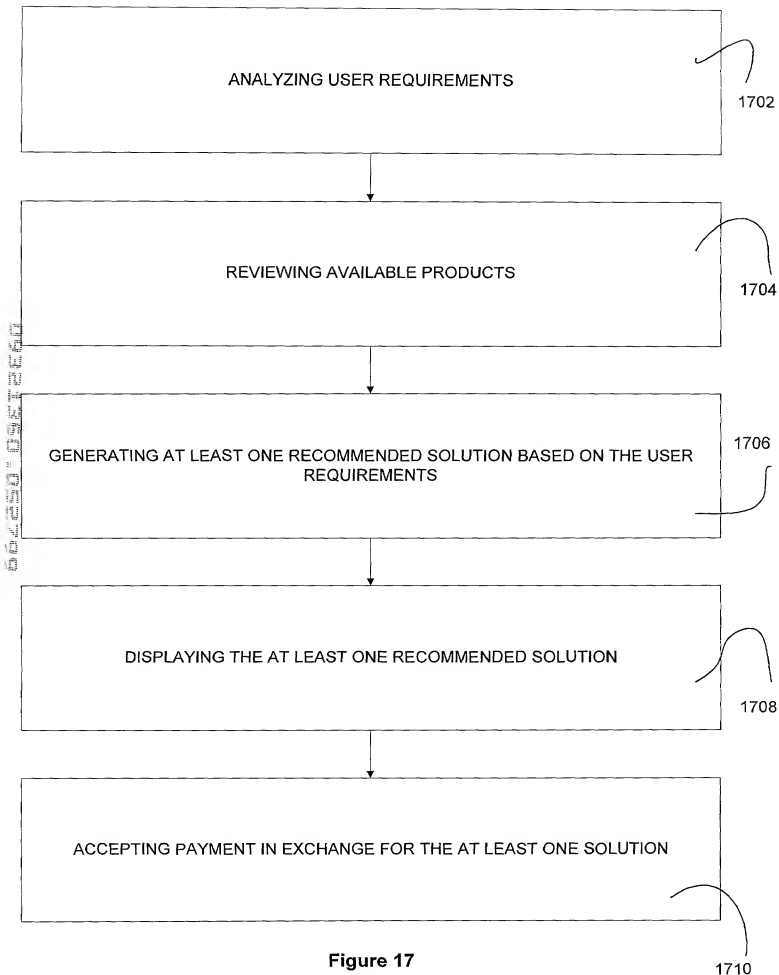 ANALYZING USER REQUIREMENTS
1702
REVIEWING AVAILABLE PRODUCTS
1704
GENERATING AT LEAST ONE RECOMMENDED SOLUTION BASED ON THE USER
REQUIREMENTS
1706
DISPLAYING THE AT LEAST ONE RECOMMENDED SOLUTION
1708
ACCEPTING PAYMENT IN EXCHANGE FOR THE AT LEAST ONE SOLUTION
1710
Figure 17